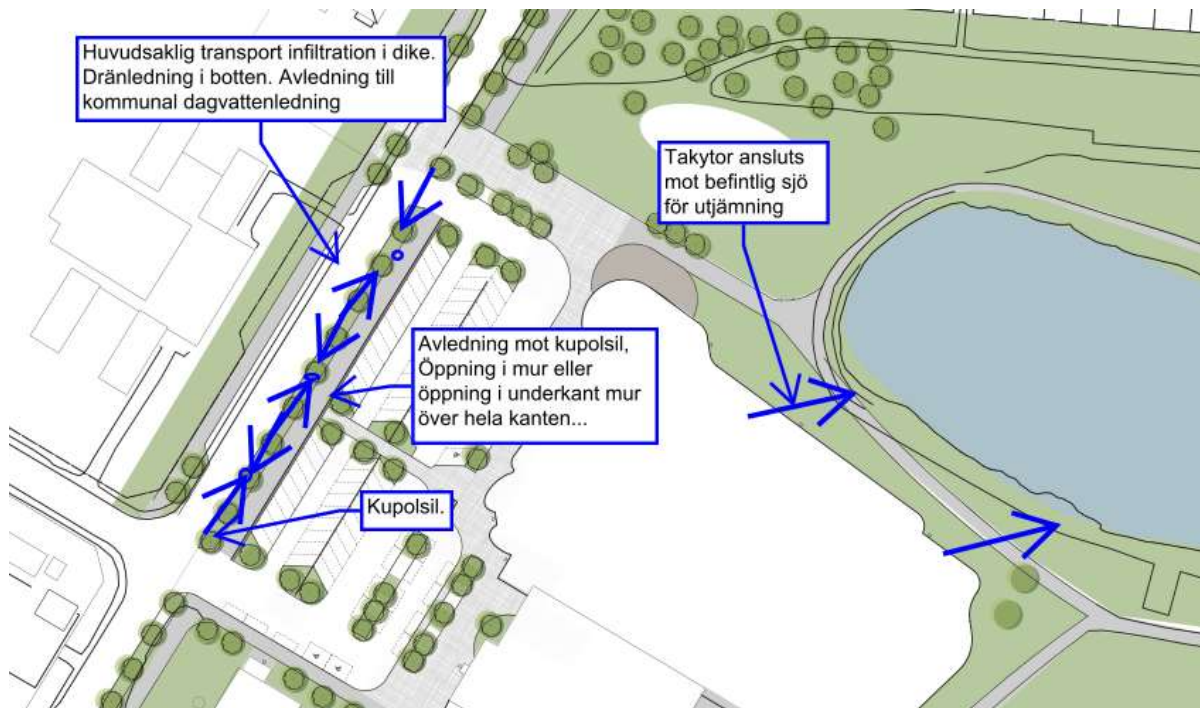 Huvudsaklig transport infiltration i dike.
Dränledning i botten. Avledning till
kommunal dagvattenledning
Takytor ansluts
mot befintlig sjö
för utjämning
Avledning mot kupolsil,
Öppning i mur eller
öppning i underkant mur
över hela kanten...
Kupolsil.